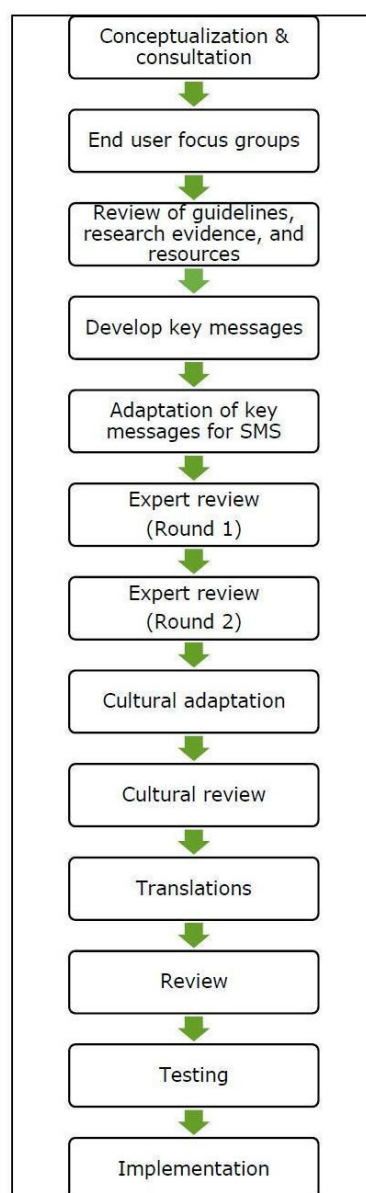 Conceptualization &
consultation
End user focus groups
Review of guidelines,
research evidence, and
resources
Develop key messages
Adaptation of key
messages for SMS
Expert review
(Round 1)
Expert review
(Round 2)
Cultural adaptation
Cultural review
Translations
Review
Testing
Implementation